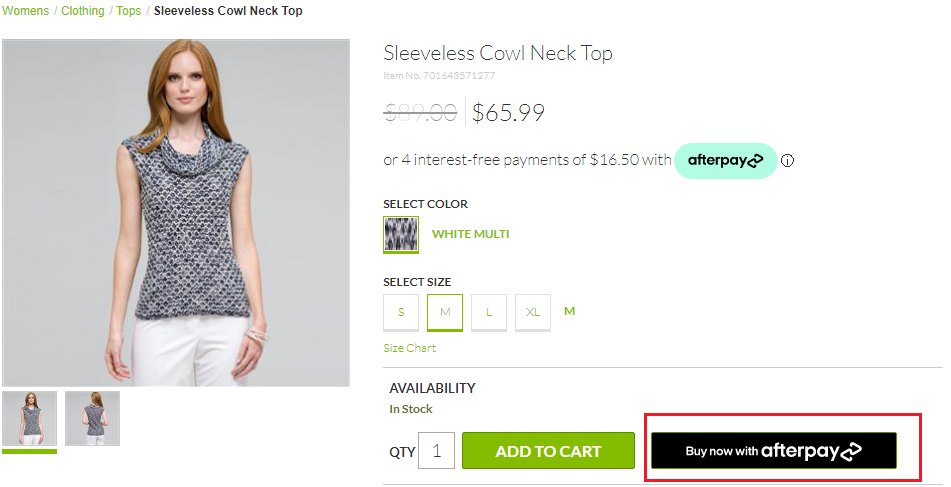 Womens / Clothing / Tops / Sleeveless Cowl Neck Top
Sleeveless Cowl Neck Top
Item No. 701643571277
$89.00 $65.99
or 4 interest-free payments of $16.50 with afterpay
SELECT COLOR
WHITE MULTI
SELECT SIZE
S M L XL M
Size Chart
AVAILABILITY
In Stock
QTY 1 ADD TO CART Buy now with afterpay